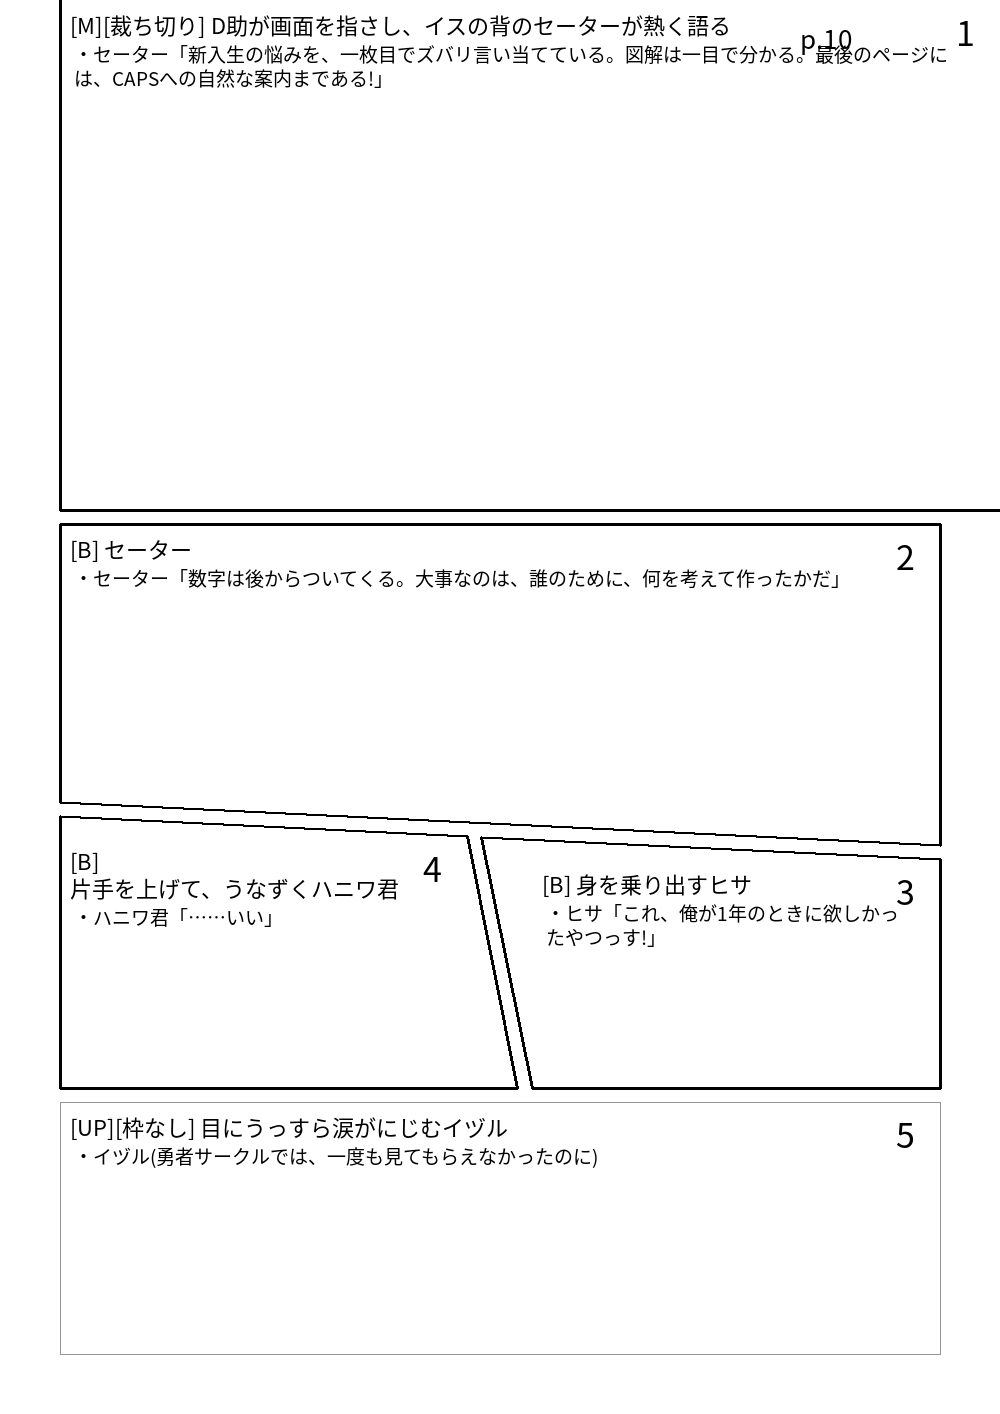 p.10
1
[M][裁ち切り] D助が画面を指さし、イスの背のセーターが熱く語る
・セーター「新入生の悩みを、一枚目でズバリ言い当てている。図解は一目で分かる。最後のページに
は、CAPSへの自然な案内まである!」
2
[B] セーター
・セーター「数字は後からついてくる。大事なのは、誰のために、何を考えて作ったかだ」
3
[B] 身を乗り出すヒサ
・ヒサ「これ、俺が1年のときに欲しかっ
たやつっす!」
4
[B]
片手を上げて、うなずくハニワ君
・ハニワ君「……いい」
5
[UP][枠なし] 目にうっすら涙がにじむイヅル
・イヅル(勇者サークルでは、一度も見てもらえなかったのに)